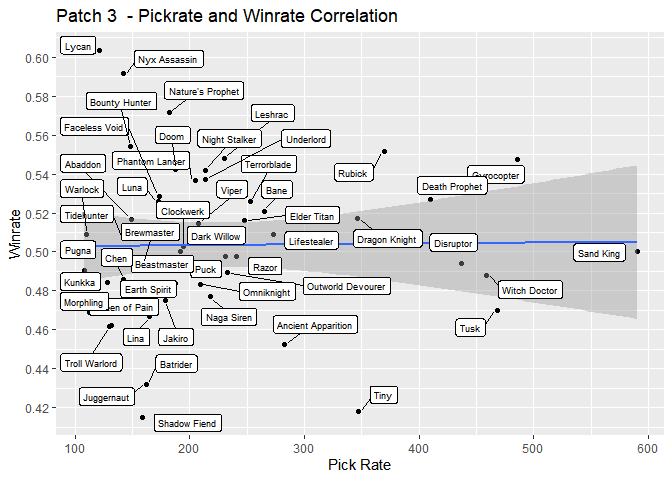 Patch 3  - Pickrate and Winrate Correlation
Lycan
Nyx Assassin
Nature's Prophet
Bounty Hunter
Leshrac
Faceless Void
Doom
Night Stalker
Underlord
Rubick
Gyrocopter
Abaddon
Phantom Lancer
Terrorblade
Death Prophet
Warlock
Luna
Viper
Bane
Tidehunter
Clockwerk
Elder Titan
Brewmaster
Dark Willow
Lifestealer
Dragon Knight
Disruptor
Sand King
Pugna
Chen
Beastmaster
Puck
Razor
Kunkka
Earth Spirit
Omniknight
Outworld Devourer
Witch Doctor
Morphling
en of Pain
Naga Siren
Ancient Apparition
Tusk
Lina
Jakiro
Troll Warlord
Batrider
Juggernaut
Tiny
Shadow Fiend
0.60
0.58
0.56
0.54
0.52
0.50
0.48
0.46
0.44
0.42
Winrate
100
200
300
400
500
600
Pick Rate